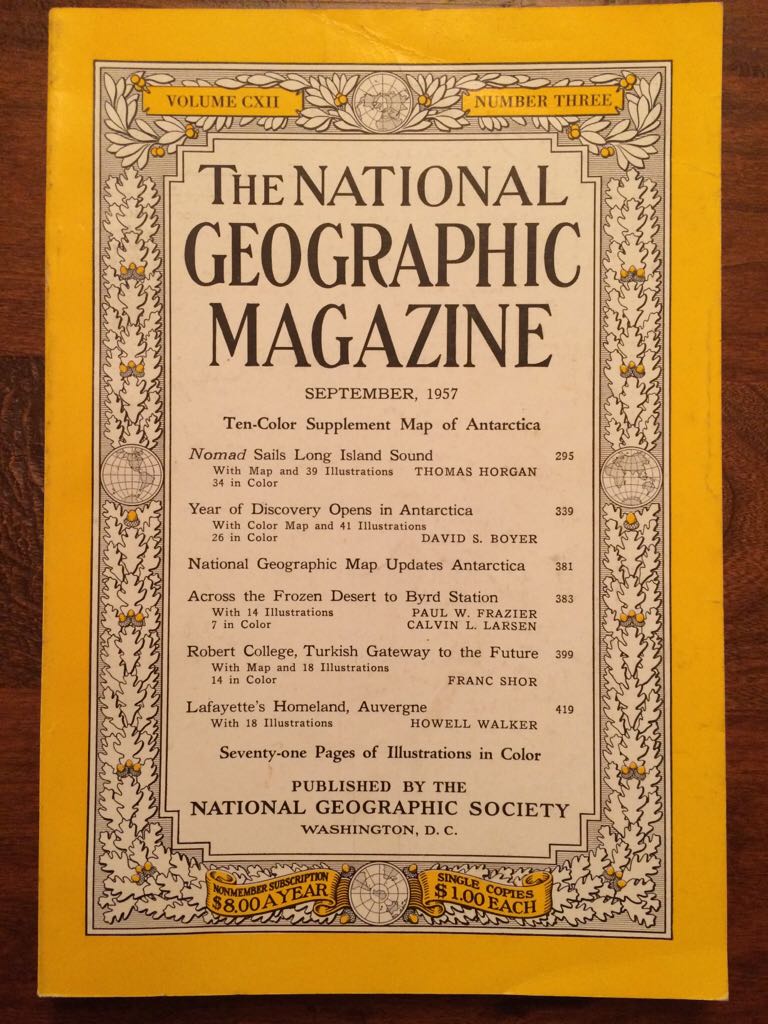 VOLUME CXII NUMBER THREE
THE NATIONAL
GEOGRAPHIC
MAGAZINE
SEPTEMBER, 1957
Ten-Color Supplement Map of Antarctica
Nomad Sails Long Island Sound 295
With Map and 39 Illustrations THOMAS HORGAN
34 in Color
Year of Discovery Opens in Antarctica 339
With Color Map and 41 Illustrations
26 in Color DAVID S. BOYER
National Geographic Map Updates Antarctica 381
Across the Frozen Desert to Byrd Station 383
With 14 Illustrations PAUL W. FRAZIER
7 in Color CALVIN L. LARSEN
Robert College, Turkish Gateway to the Future 399
With Map and 18 Illustrations
14 in Color FRANC SHOR
Lafayette's Homeland, Auvergne 419
With 18 Illustrations HOWELL WALKER
Seventy-one Pages of Illustrations in Color
PUBLISHED BY THE
NATIONAL GEOGRAPHIC SOCIETY
WASHINGTON, D. C.
NONMEMBER SUBSCRIPTION
$8.00 A YEAR
SINGLE COPIES
$1.00 EACH